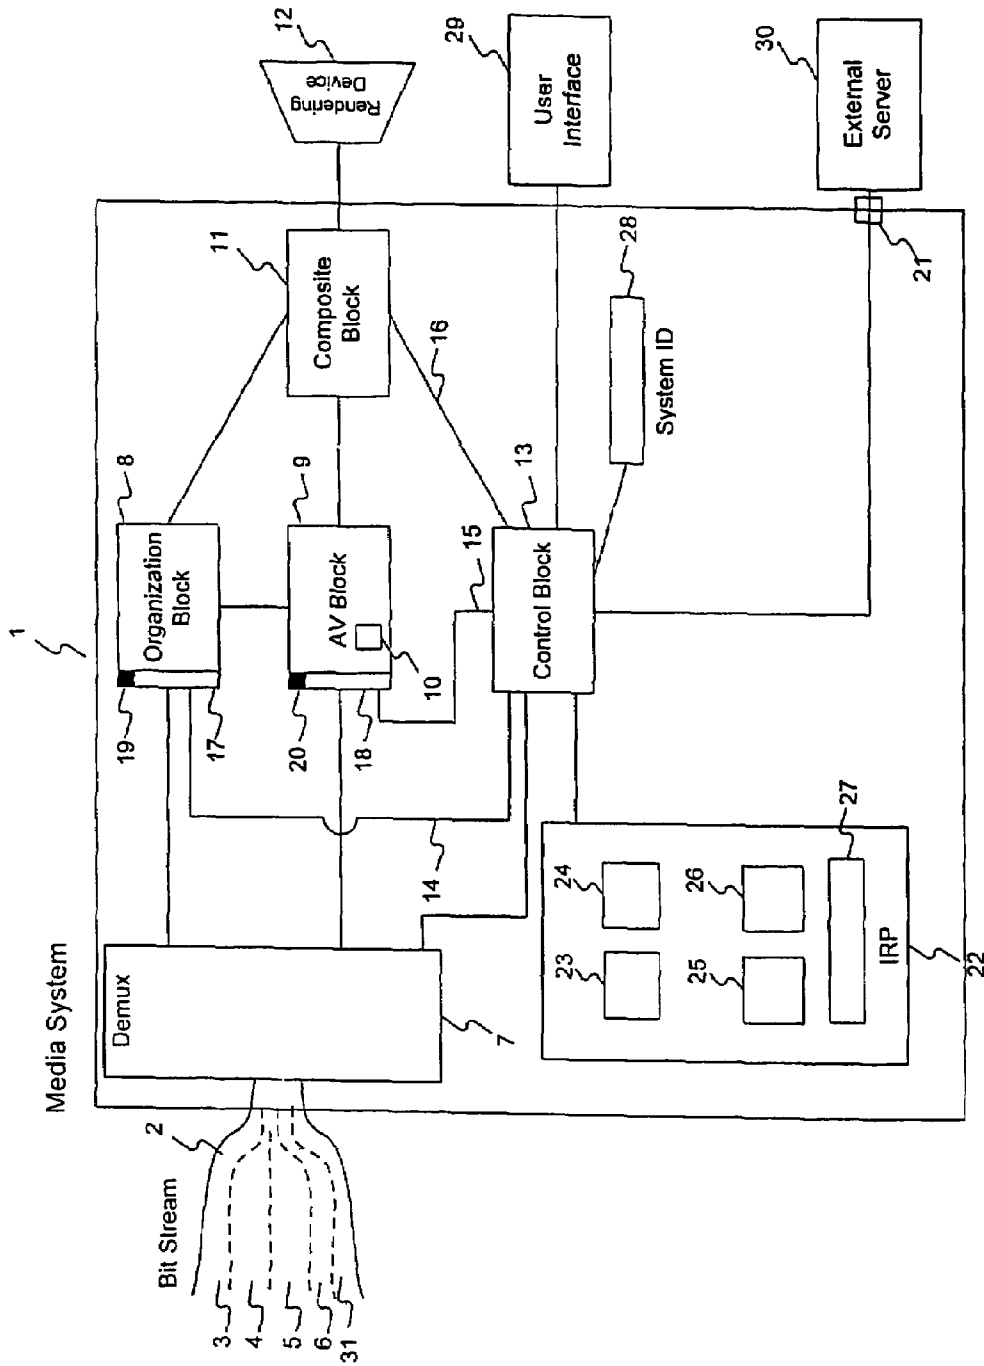 Media System
1
Bit Stream
2
3
4
5
6
31
Demux
7
Organization
Block
8
19
17
AV Block
9
10
20
18
Composite
Block
11
Rendering
Device
12
14
15
16
Control Block
13
User
Interface
29
System ID
28
External
Server
30
21
23
24
25
26
27
IRP
22